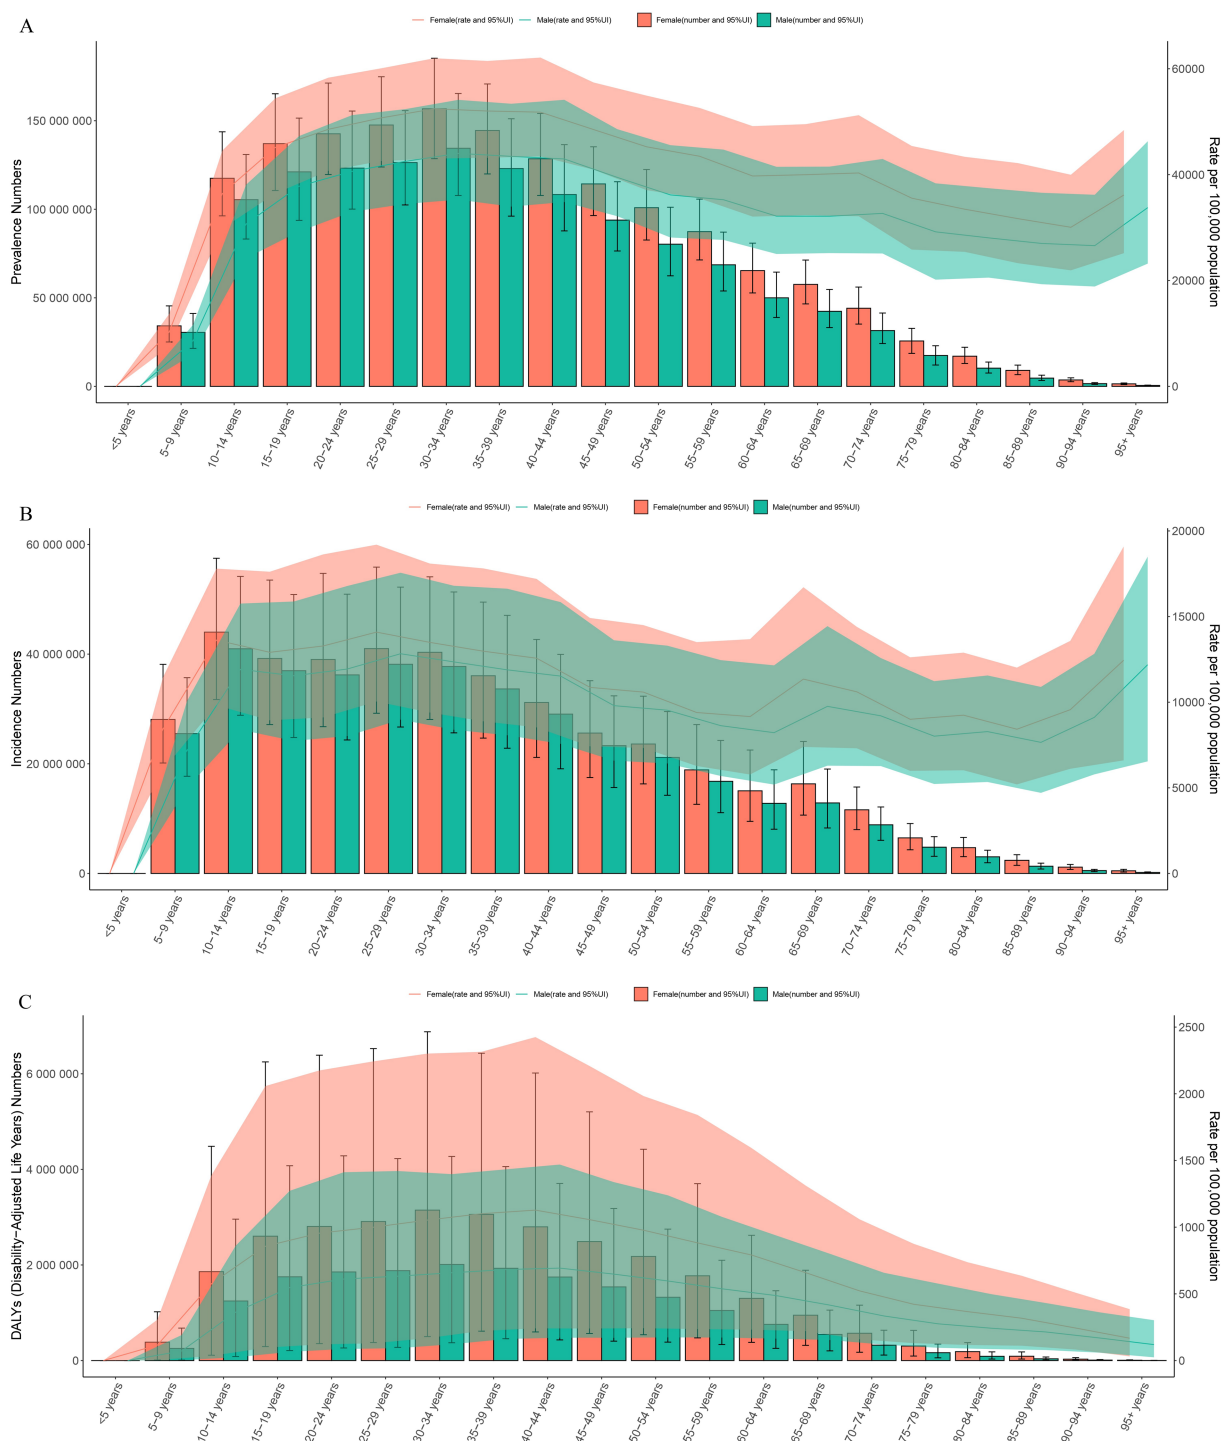 A
Female(rate and 95%UI) Male(rate and 95%UI) Female(number and 95%UI) Male(number and 95%UI)
Prevalence Numbers
150 000 000
100 000 000
50 000 000
0
60000
40000
20000
0
Rate per 100,000 population
<5 years
5−9 years
10−14 years
15−19 years
20−24 years
25−29 years
30−34 years
35−39 years
40−44 years
45−49 years
50−54 years
55−59 years
60−64 years
65−69 years
70−74 years
75−79 years
80−84 years
85−89 years
90−94 years
95+ years
B
Female(rate and 95%UI) Male(rate and 95%UI) Female(number and 95%UI) Male(number and 95%UI)
Incidence Numbers
60 000 000
40 000 000
20 000 000
0
20000
15000
10000
5000
0
Rate per 100,000 population
<5 years
5−9 years
10−14 years
15−19 years
20−24 years
25−29 years
30−34 years
35−39 years
40−44 years
45−49 years
50−54 years
55−59 years
60−64 years
65−69 years
70−74 years
75−79 years
80−84 years
85−89 years
90−94 years
95+ years
C
Female(rate and 95%UI) Male(rate and 95%UI) Female(number and 95%UI) Male(number and 95%UI)
DALYs (Disability−Adjusted Life Years) Numbers
6 000 000
4 000 000
2 000 000
0
2500
2000
1500
1000
500
0
Rate per 100,000 population
<5 years
5−9 years
10−14 years
15−19 years
20−24 years
25−29 years
30−34 years
35−39 years
40−44 years
45−49 years
50−54 years
55−59 years
60−64 years
65−69 years
70−74 years
75−79 years
80−84 years
85−89 years
90−94 years
95+ years